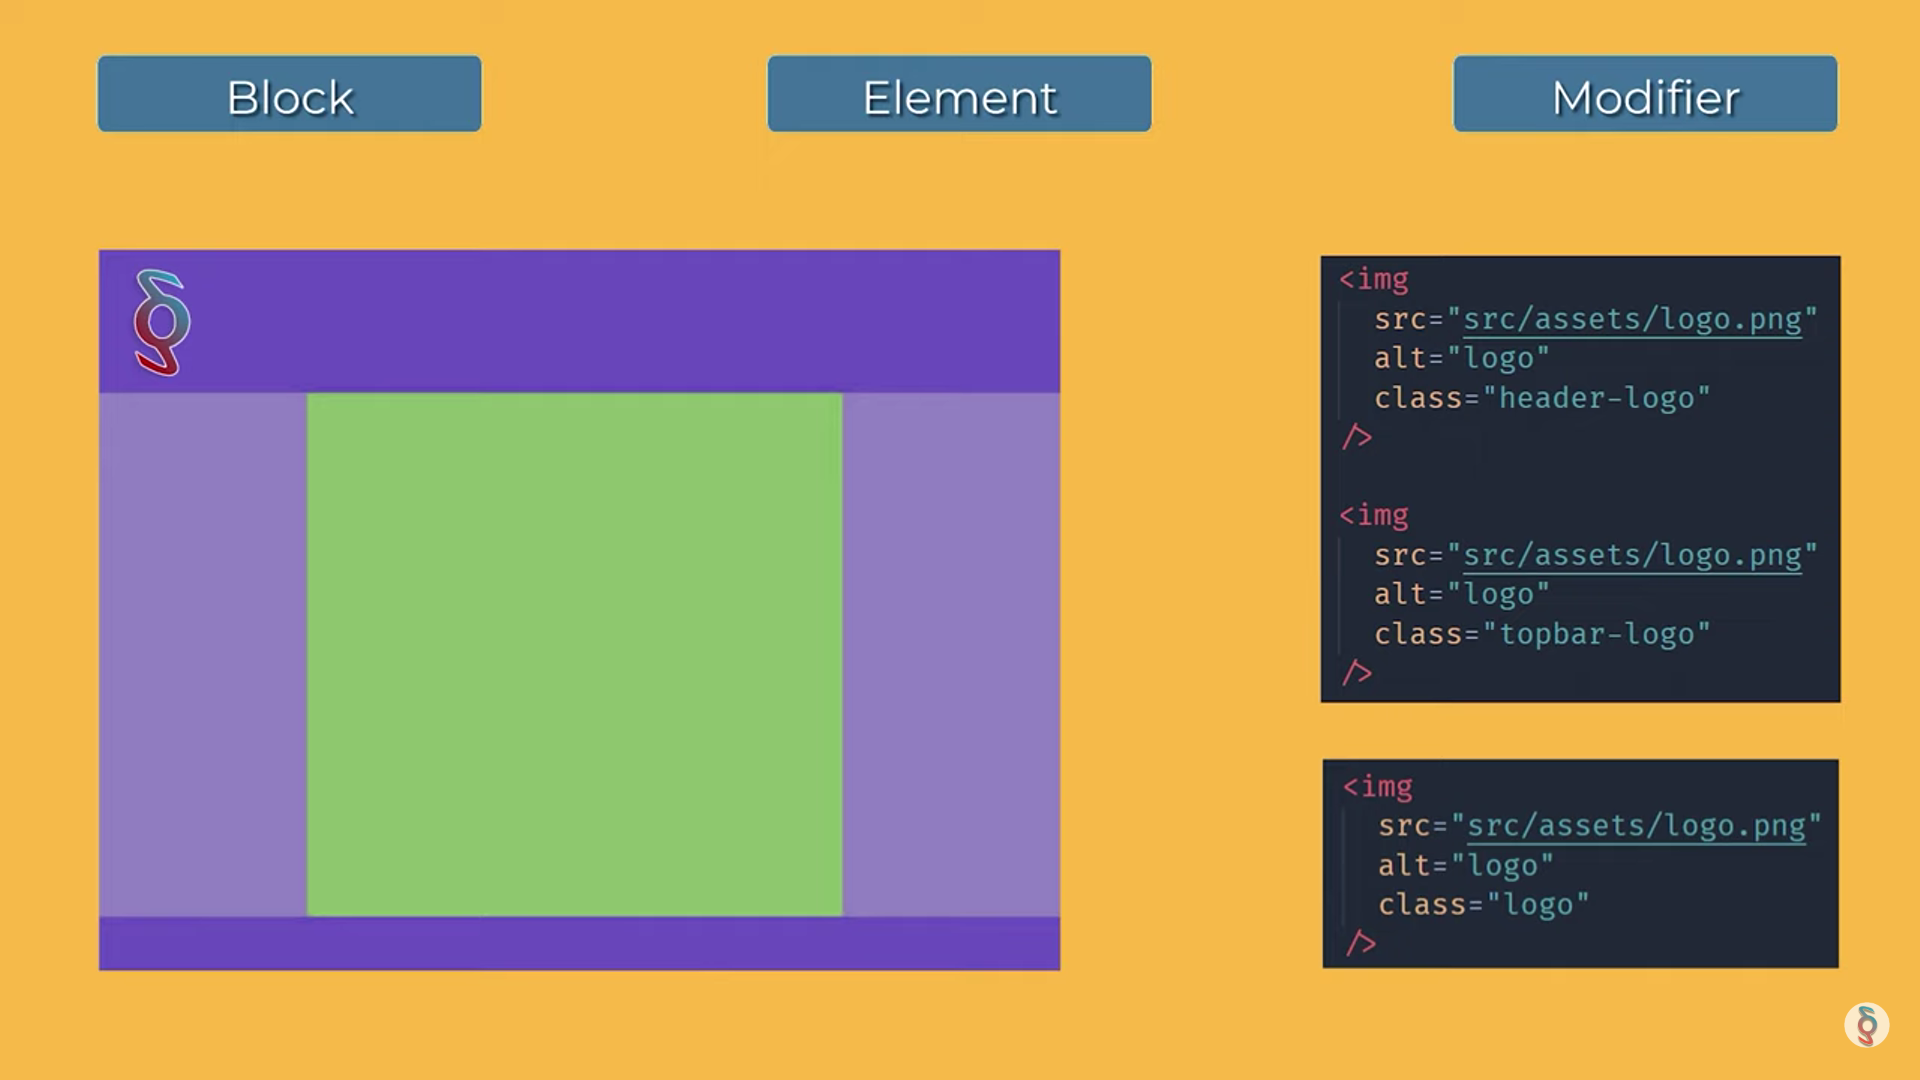 Block
Element
Modifier
<img
src="src/assets/logo.png"
alt="logo"
class="header-logo"
/>
<img
src="src/assets/logo.png"
alt="logo"
class="topbar-logo"
/>
<img
src="src/assets/logo.png"
alt="logo"
class="logo"
/>